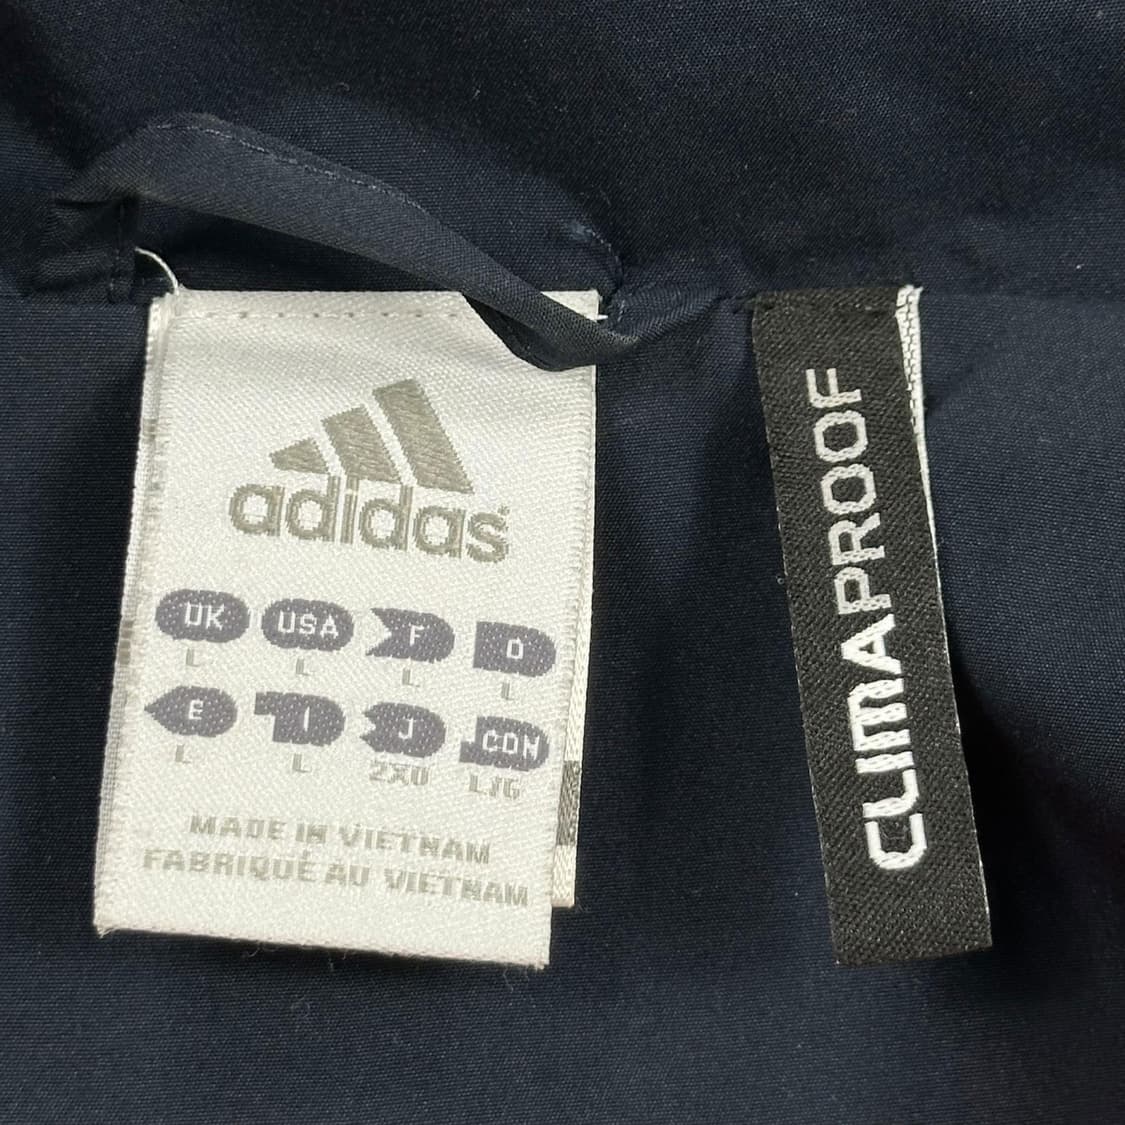 adidas
UK USA F D
L L L L
E I J CDN
L L 2XO L/G
MADE IN VIETNAM
FABRIQUÉ AU VIETNAM
CLIMAPROOF